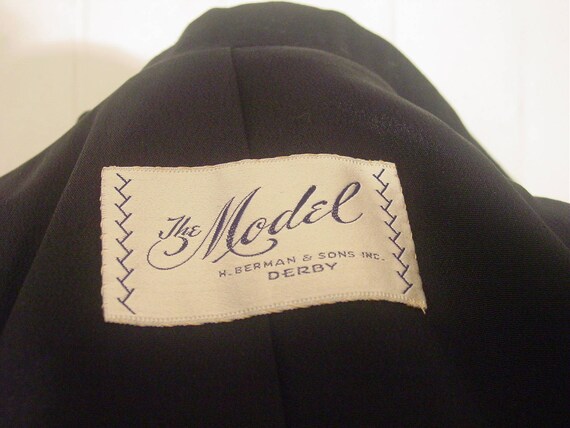 The Model
H. BERMAN & SONS INC.
DERBY